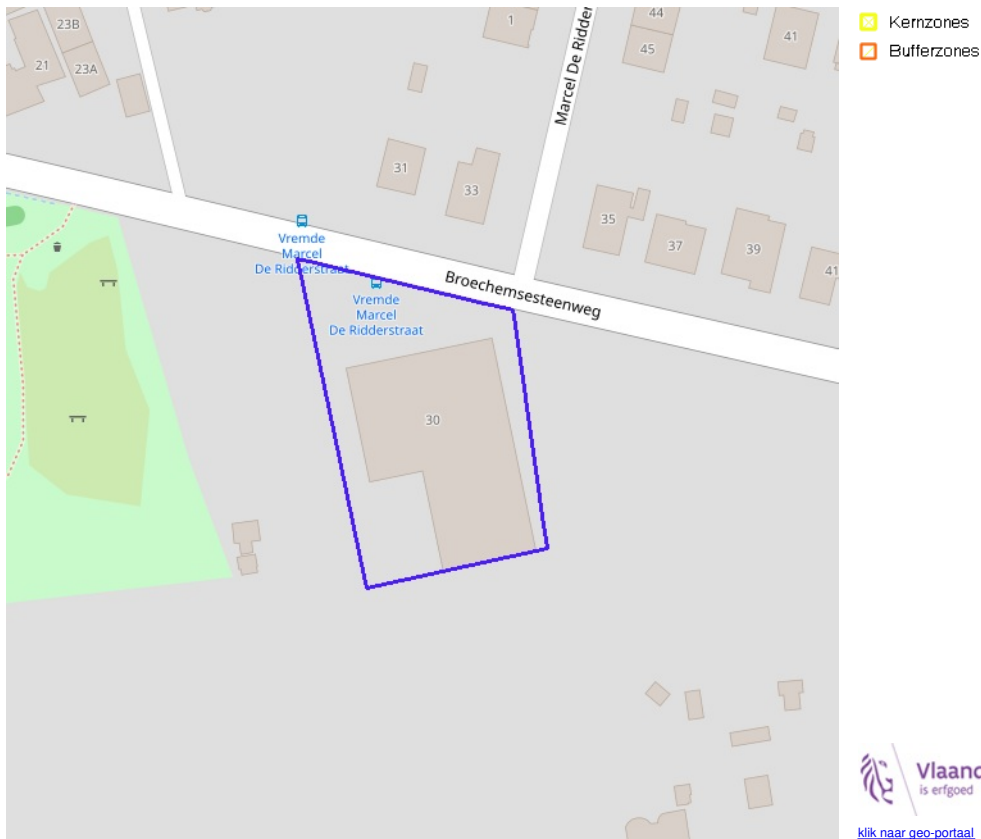 23B
21
23A
1
44
45
41
Marcel De Ridder
31
33
35
37
39
41
Vremde
Marcel
De Ridderstraat
Vremde
Marcel
De Ridderstraat
Broechemsesteenweg
30
Kernzones
Bufferzones
is erfgoed
klik naar geo-portaal